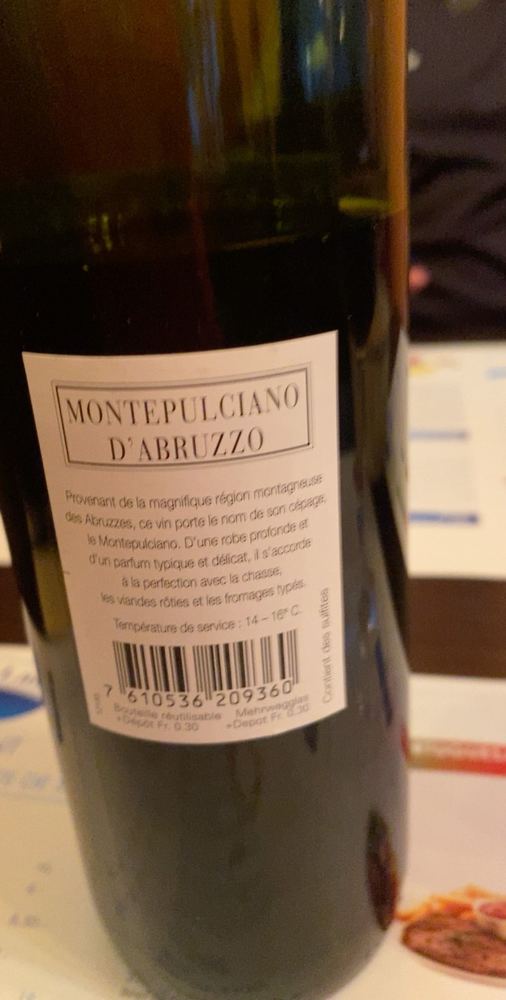 MONTEPULCIANO
D'ABRUZZO
Provenant de la magnifique région montagneuse
des Abruzzes, ce vin porte le nom de son cépage,
le Montepulciano. D'une robe profonde et
d'un parfum typique et délicat, il s'accorde
à la perfection avec la chasse,
les viandes rôties et les fromages typés.
Température de service : 14 – 16° C.
Contient des sulfites
7 610536 209360
Bouteille réutilisable
+Dépôt Fr. 0.30
Mehrwegglas
+Depot Fr. 0.30